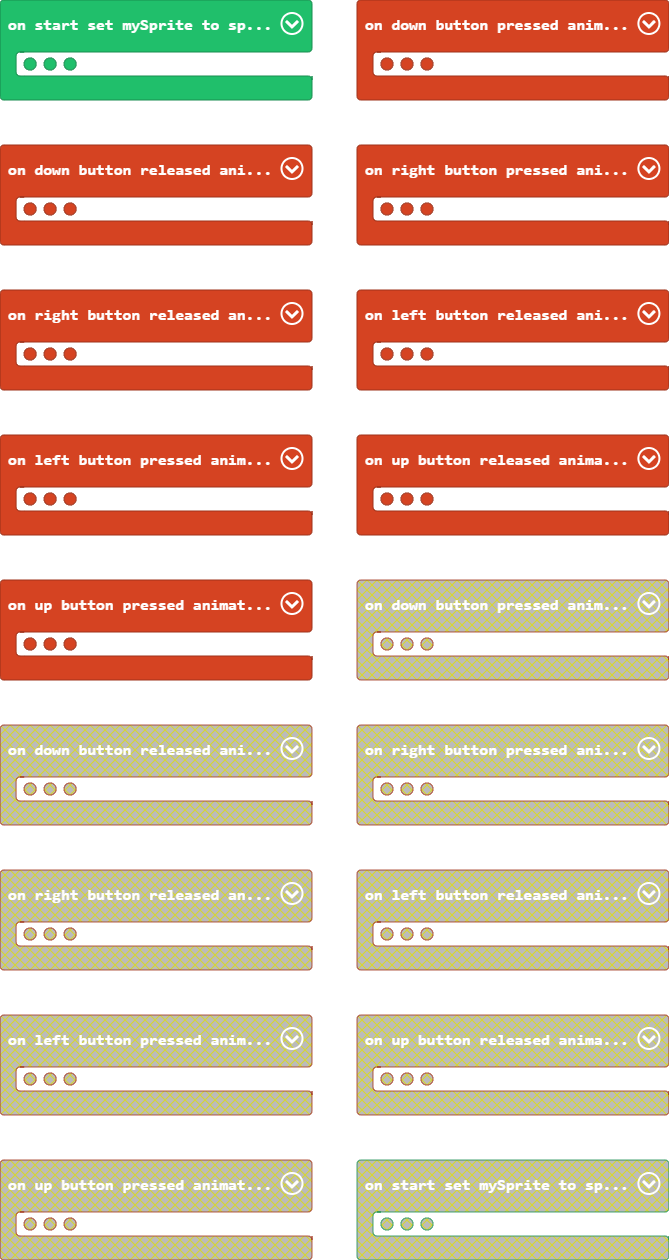 on start set mySprite to sp...
on down button pressed anim...
on down button released ani...
on right button pressed ani...
on right button released an...
on left button released ani...
on left button pressed anim...
on up button released anima...
on up button pressed animat...
on down button pressed anim...
on down button released ani...
on right button pressed ani...
on right button released an...
on left button released ani...
on left button pressed anim...
on up button released anima...
on up button pressed animat...
on start set mySprite to sp...